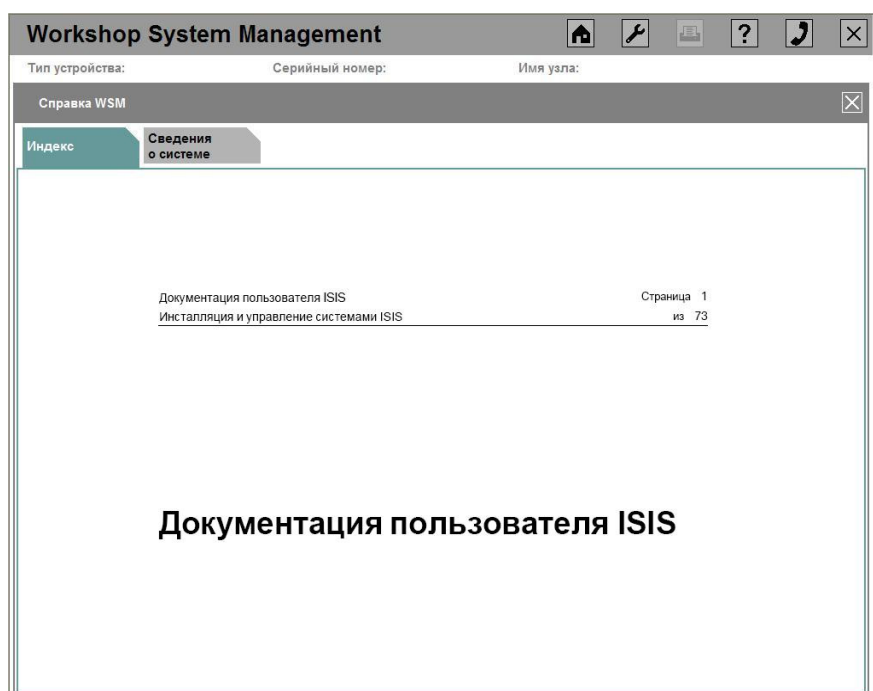 Workshop System Management
Тип устройства: Серийный номер: Имя узла:
Справка WSM
Индекс
Сведения
о системе
Документация пользователя ISIS Страница 1
Инсталляция и управление системами ISIS из 73
Документация пользователя ISIS